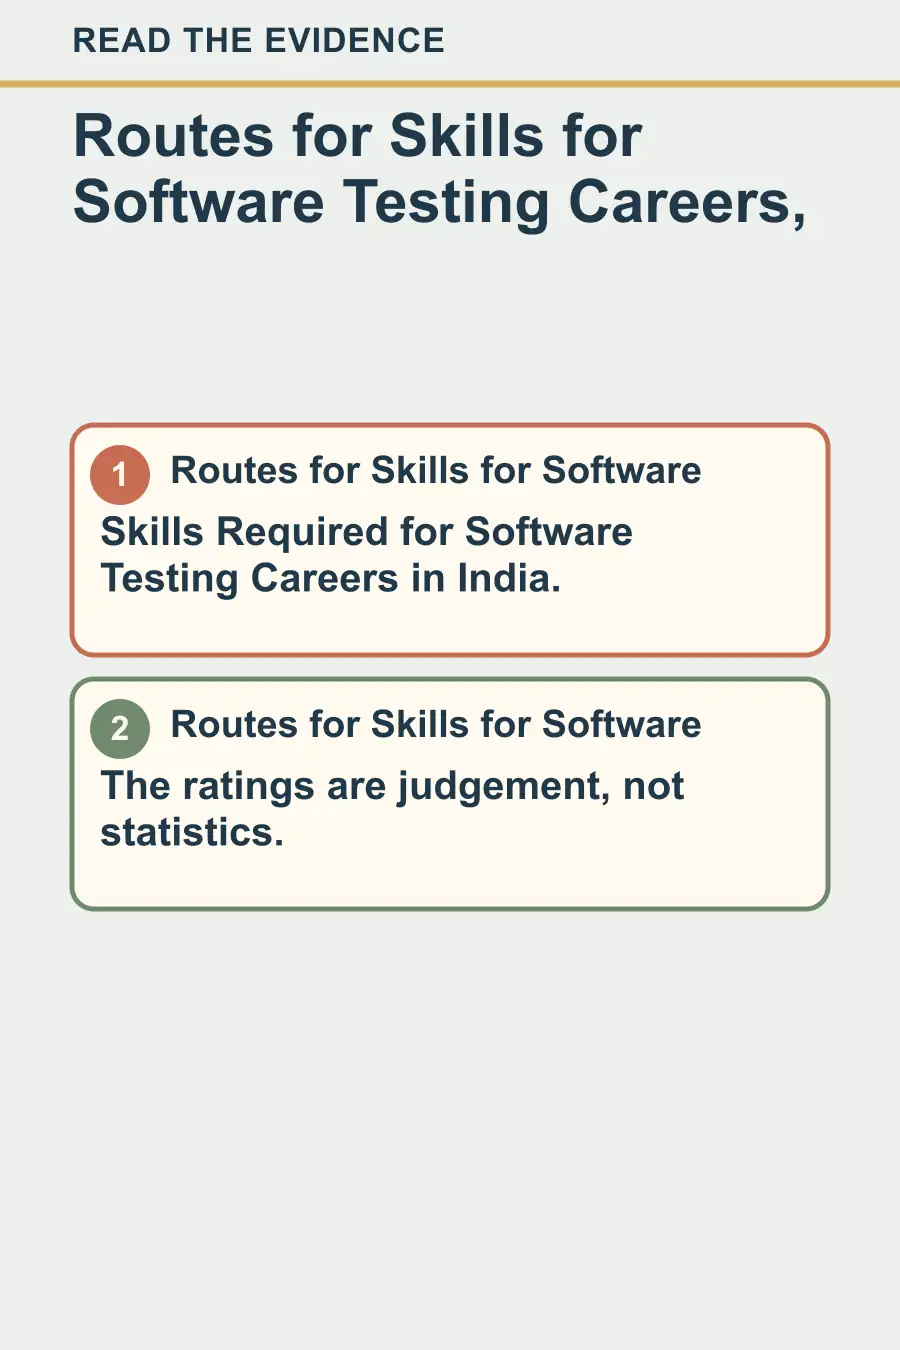 READ THE EVIDENCE
Routes for Skills for
Software Testing Careers,
1
Routes for Skills for Software
Skills Required for Software
Testing Careers in India.
2
Routes for Skills for Software
The ratings are judgement, not
statistics.